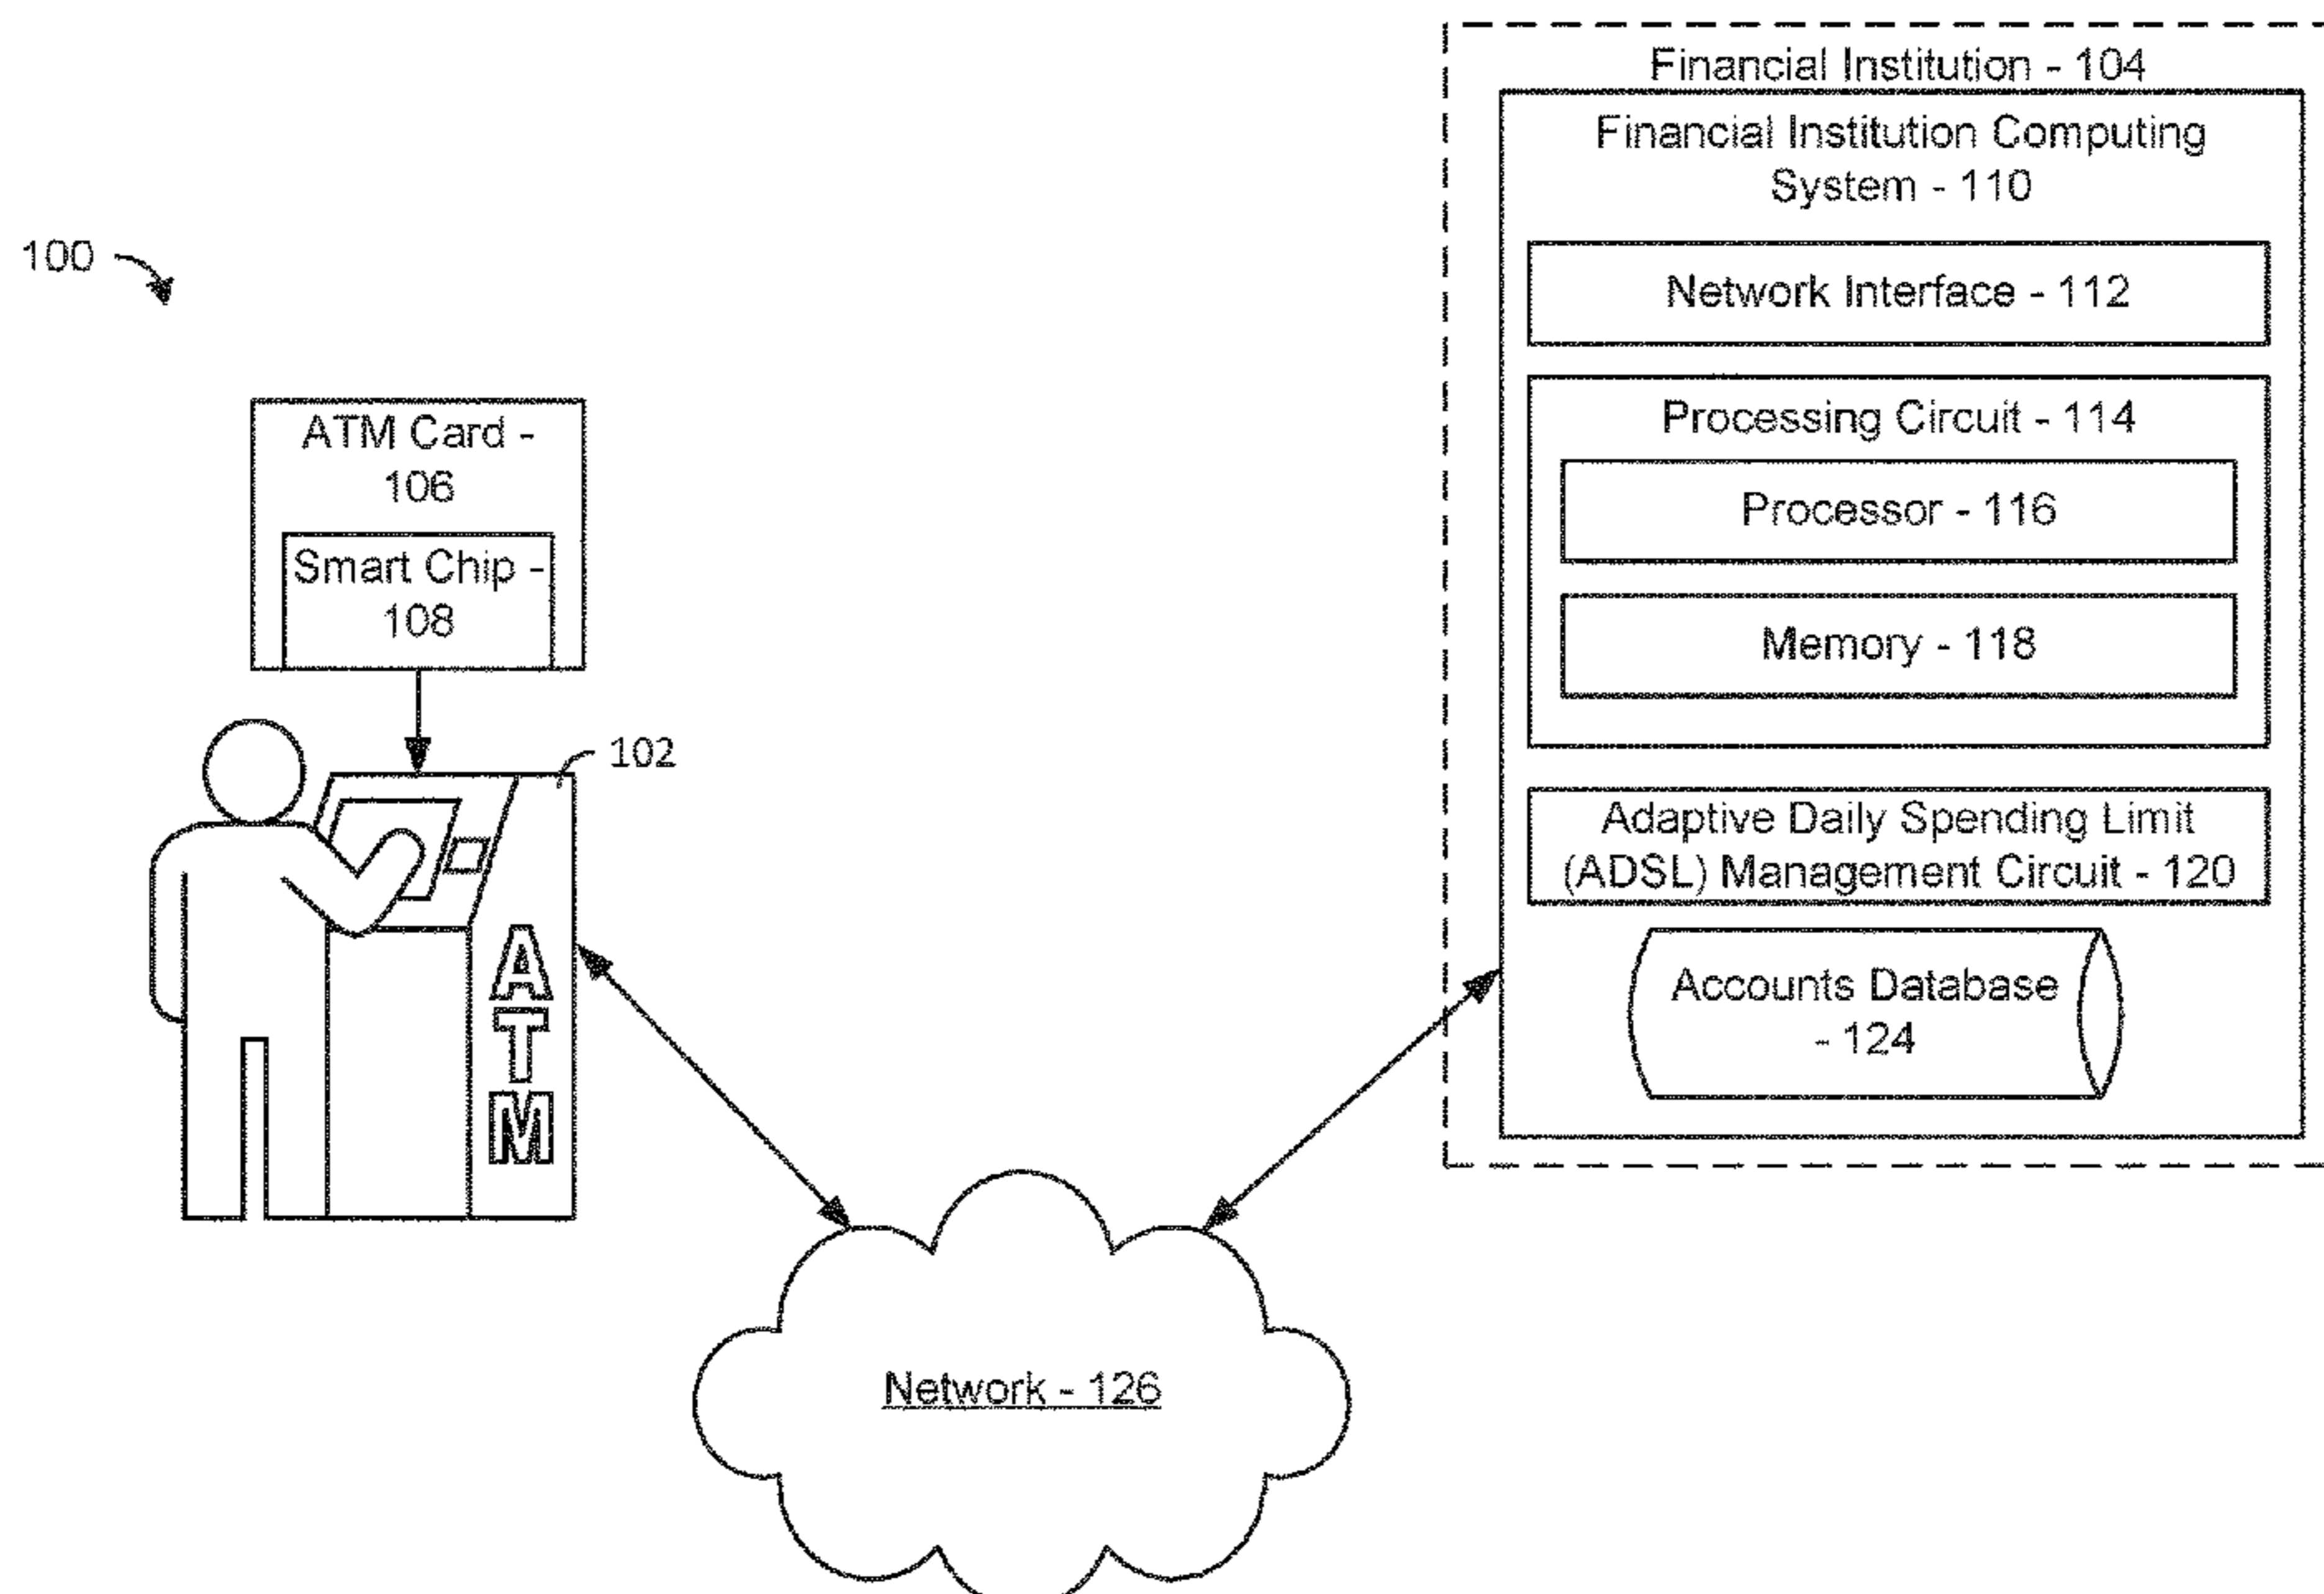 Financial Institution - 104
Financial Institution Computing
System - 110
100
Network Interface - 112
Processing Circuit - 114
ATM Card -
106
Processor - 116
Smart Chip -
108
Memory - 118
102
Adaptive Daily Spending Limit
(ADSL) Management Circuit - 120
ATM
Accounts Database
- 124
Network - 126